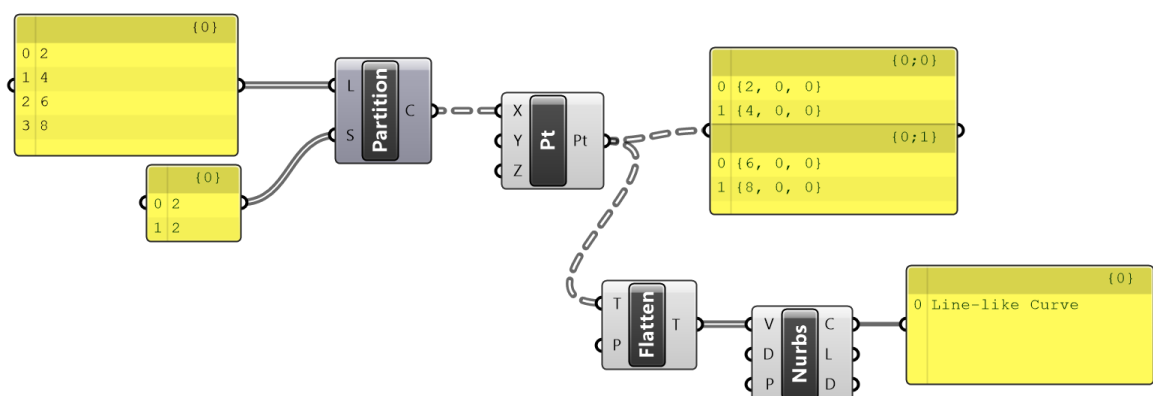 {0}
0 2
1 4
2 6
3 8
{0}
0 2
1 2
L
S
Partition
C
X
Y
Z
Pt
Pt
{0;0}
0 {2, 0, 0}
1 {4, 0, 0}
{0;1}
0 {6, 0, 0}
1 {8, 0, 0}
T
P
Flatten
T
V
D
P
Nurbs
C
L
D
{0}
0 Line-like Curve